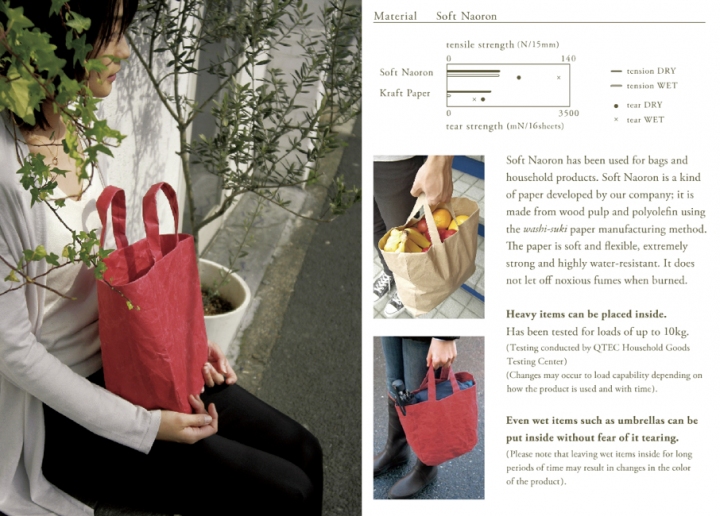 Material Soft Naoron
tensile strength (N/15mm)
0 140
Soft Naoron
Kraft Paper
0 3500
tear strength (mN/16sheets)
tension DRY
tension WET
tear DRY
× tear WET
Soft Naoron has been used for bags and
household products. Soft Naoron is a kind
of paper developed by our company; it is
made from wood pulp and polyolefin using
the washi-suki paper manufacturing method.
The paper is soft and flexible, extremely
strong and highly water-resistant. It does
not let off noxious fumes when burned.
Heavy items can be placed inside.
Has been tested for loads of up to 10kg.
(Testing conducted by QTEC Household Goods
Testing Center)
(Changes may occur to load capability depending on
how the product is used and with time).
Even wet items such as umbrellas can be
put inside without fear of it tearing.
(Please note that leaving wet items inside for long
periods of time may result in changes in the color
of the product).